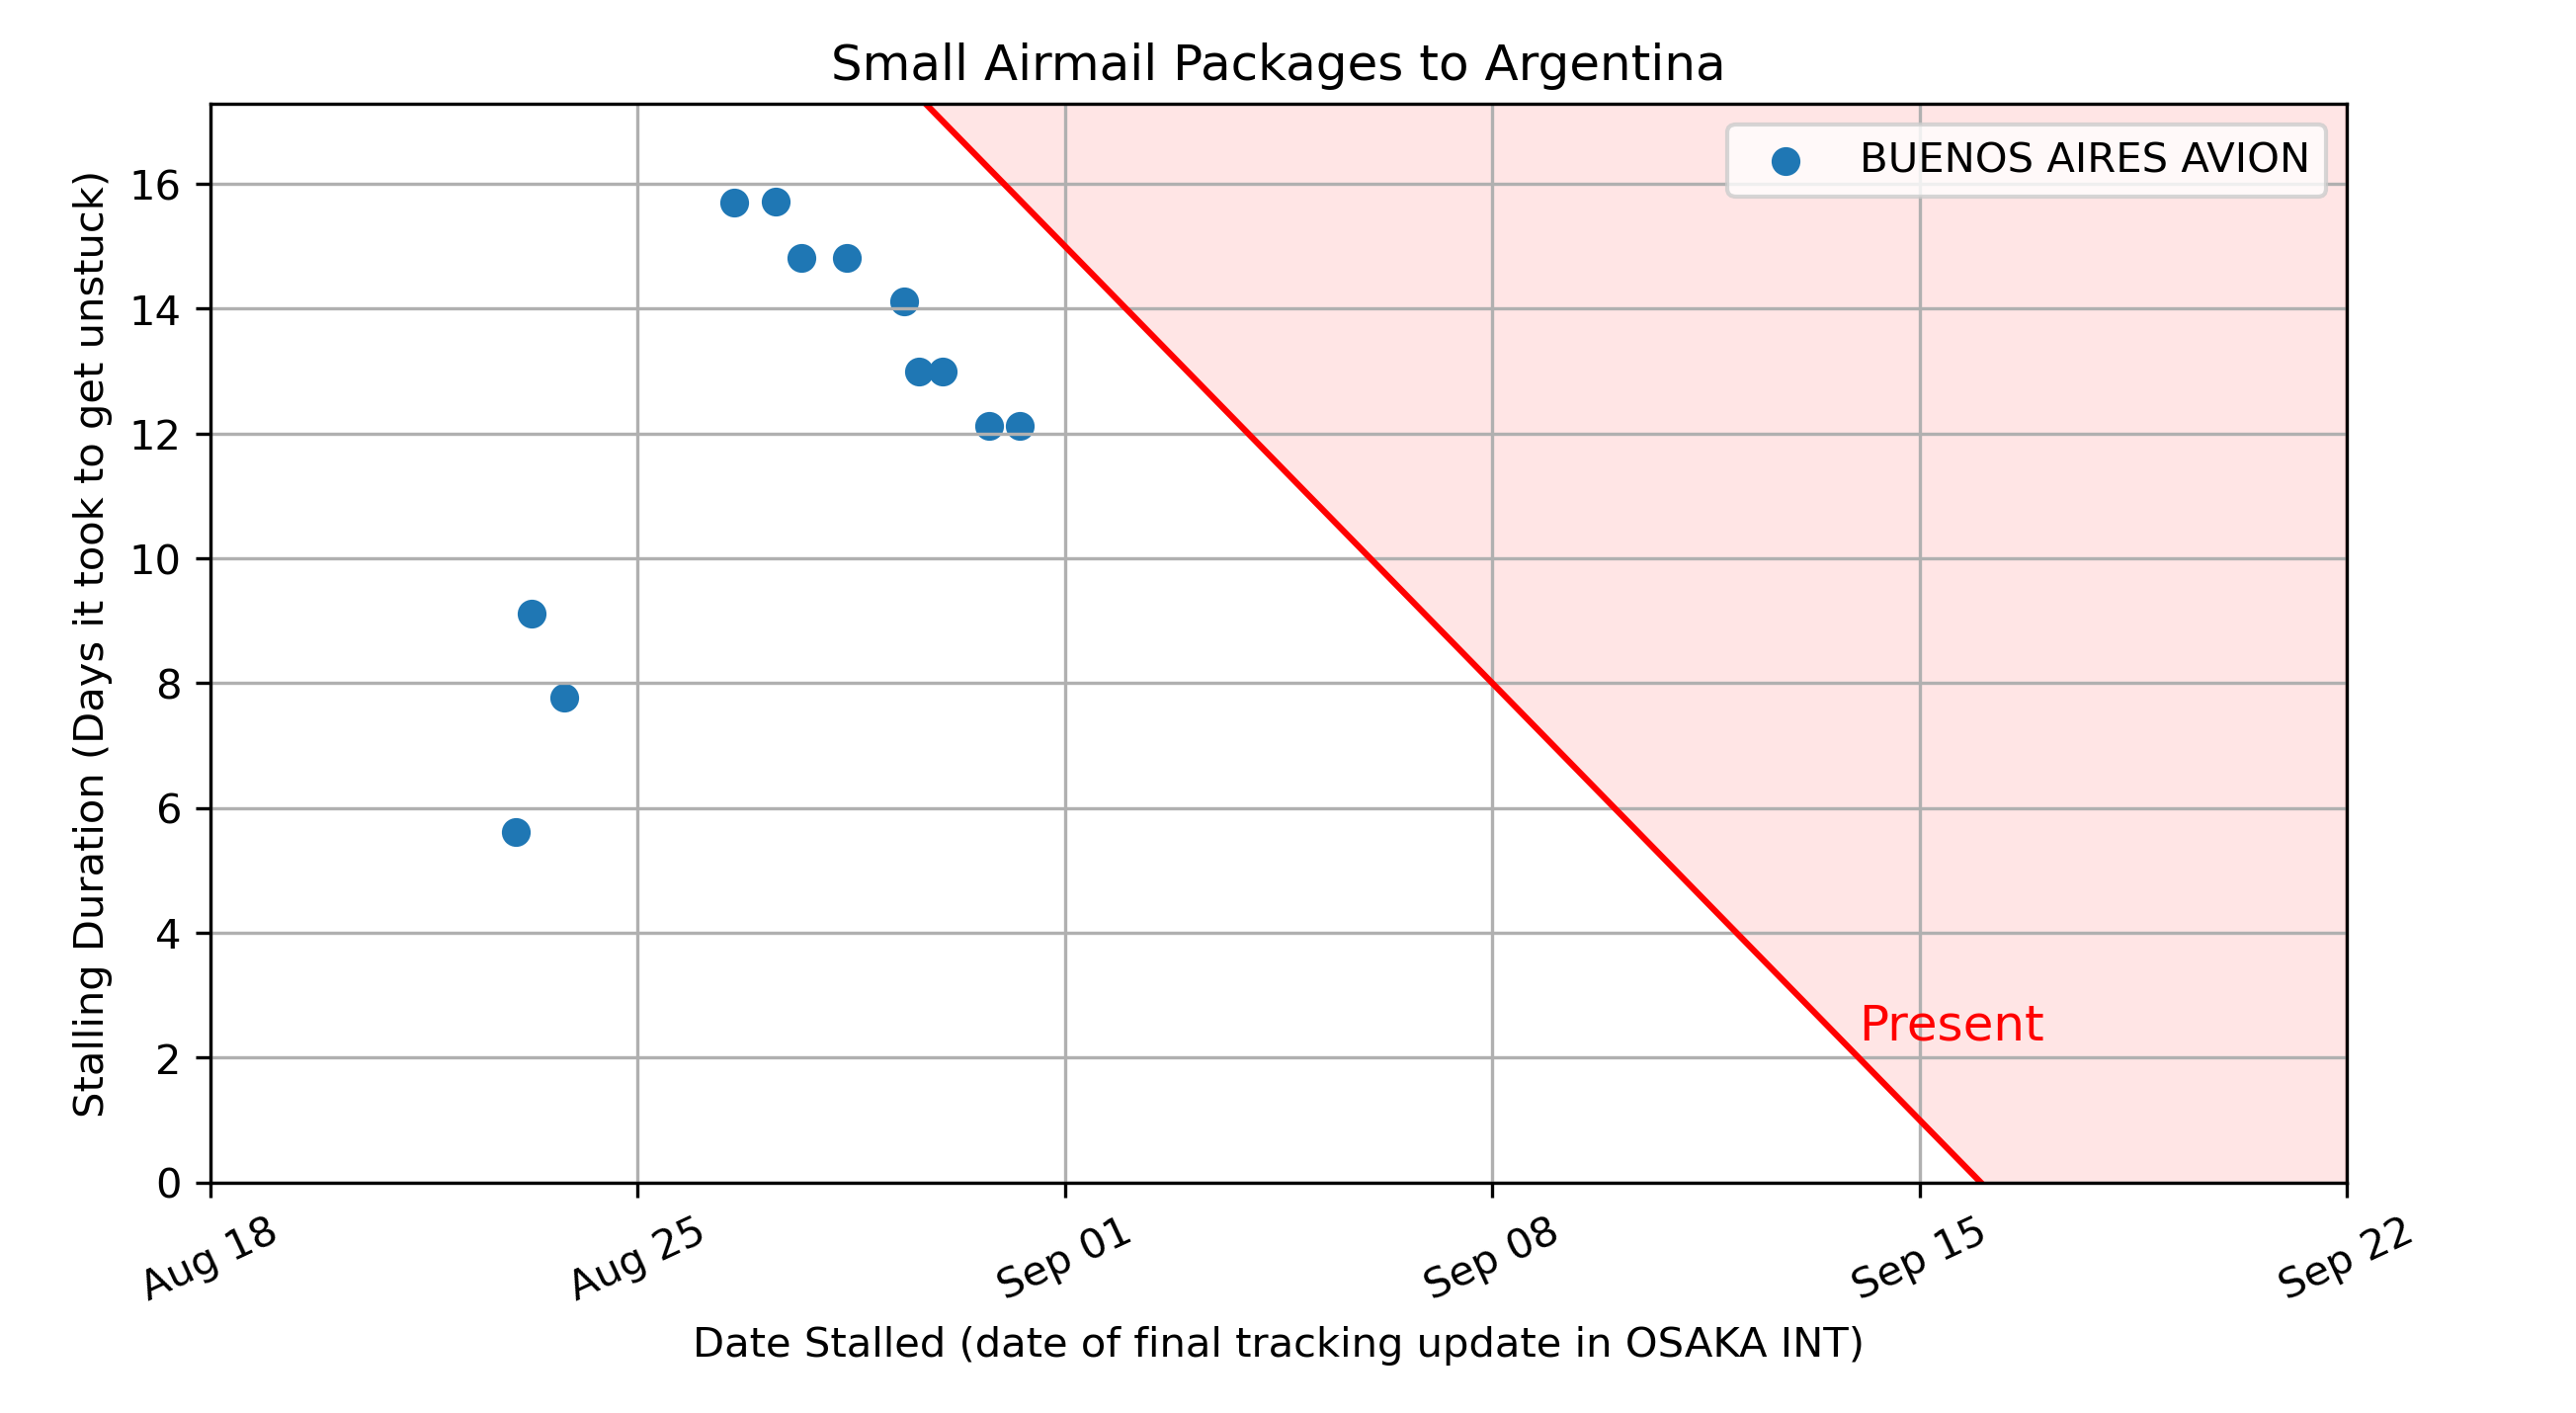 Small Airmail Packages to Argentina
BUENOS AIRES AVION
Stalling Duration (Days it took to get unstuck)
16
14
12
10
8
6
4
2
0
Present
Aug 18
Aug 25
Sep 01
Sep 08
Sep 15
Sep 22
Date Stalled (date of final tracking update in OSAKA INT)